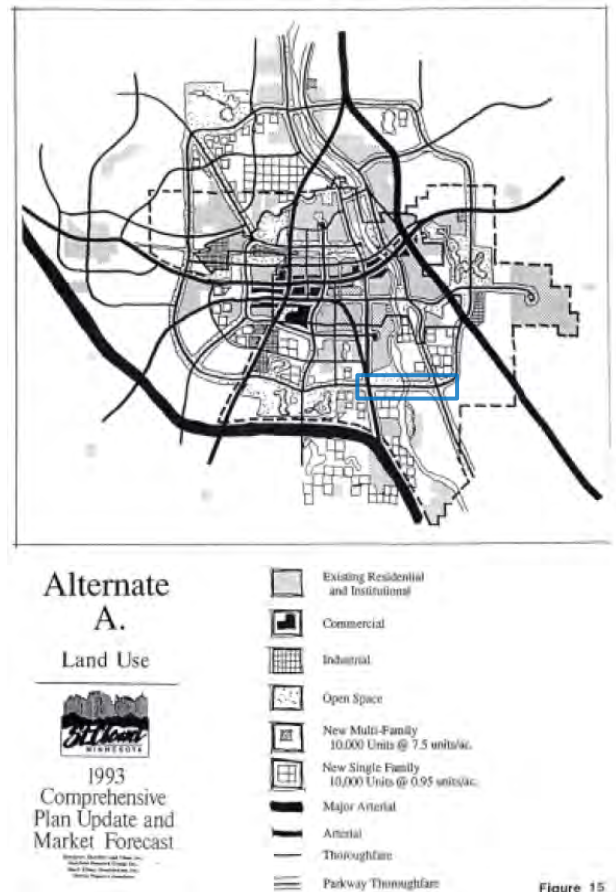 Alternate
A.
Land Use
St. Cloud
MINNESOTA
1993
Comprehensive
Plan Update and
Market Forecast
Existing Residential
and Institutional
Commercial
Industrial
Open Space
New Multi-Family
10,000 Units @ 7.5 units/ac.
New Single Family
10,000 Units @ 0.95 units/ac.
Major Arterial
Arterial
Thoroughfare
Parkway Thoroughfare
Figure 15